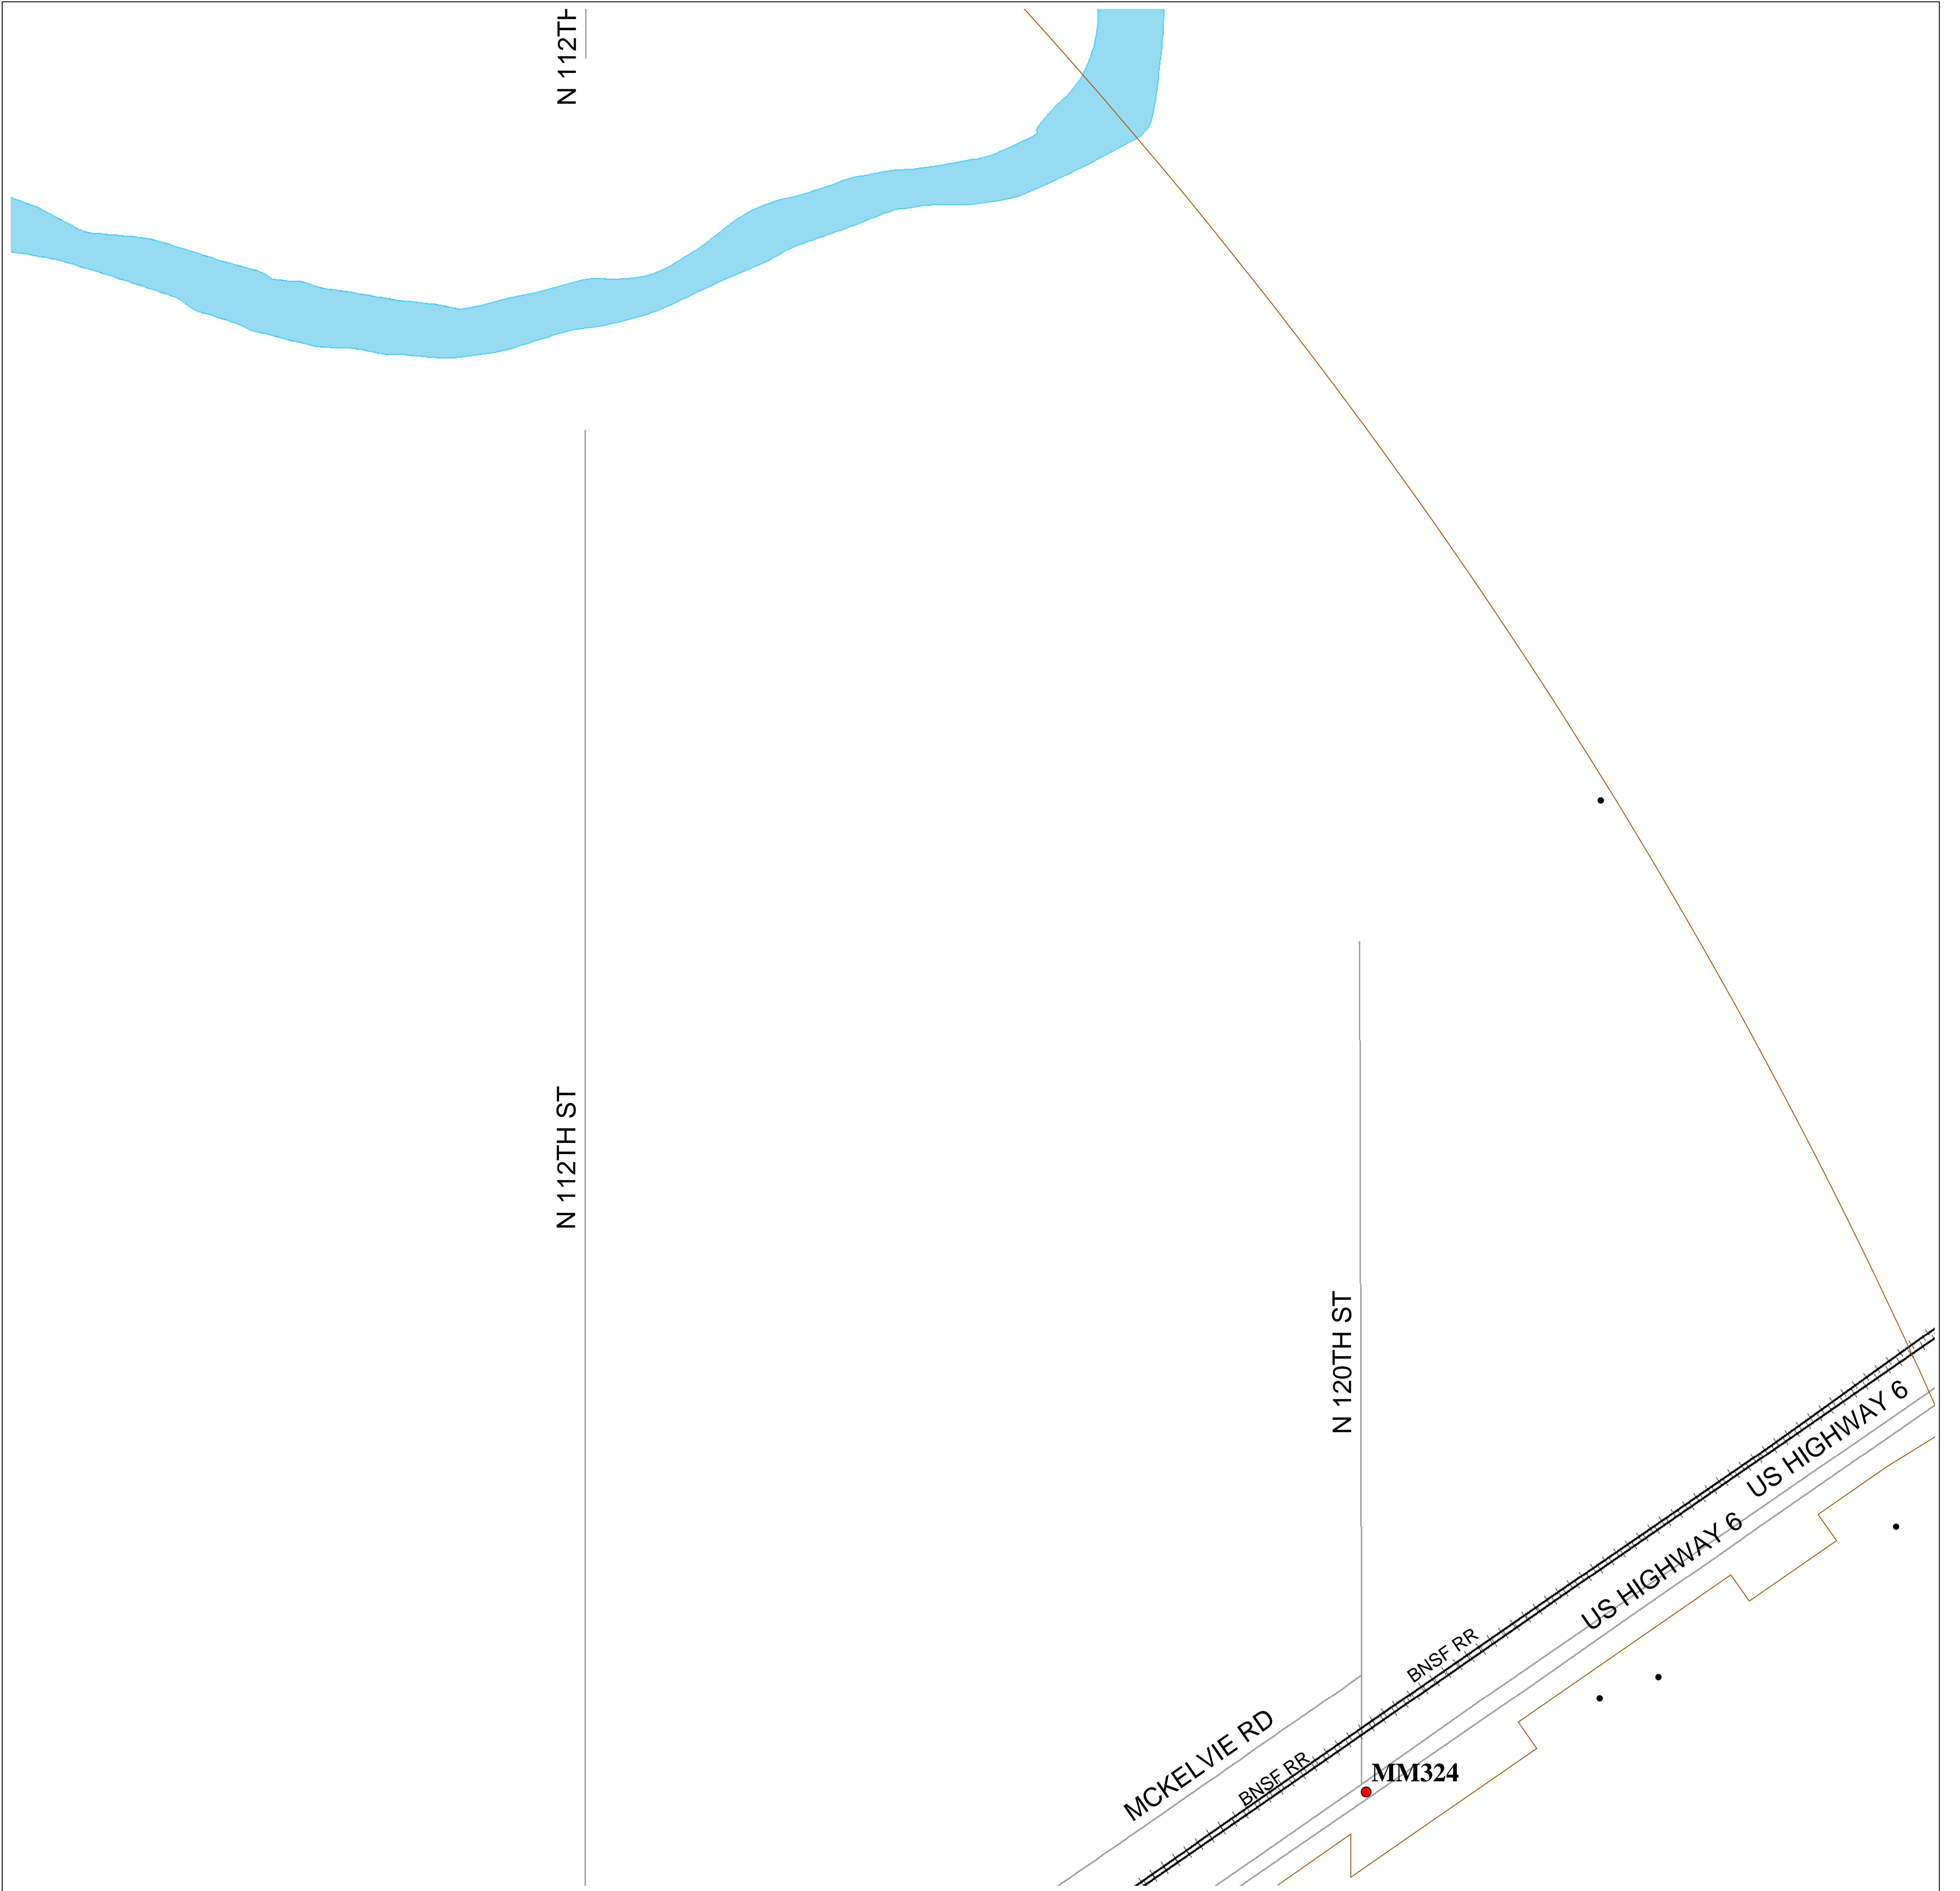 N 112TH
N 112TH ST
N 120TH ST
US HIGHWAY 6
US HIGHWAY 6
BNSF RR
MCKELVIE RD
BNSF RR
MM324